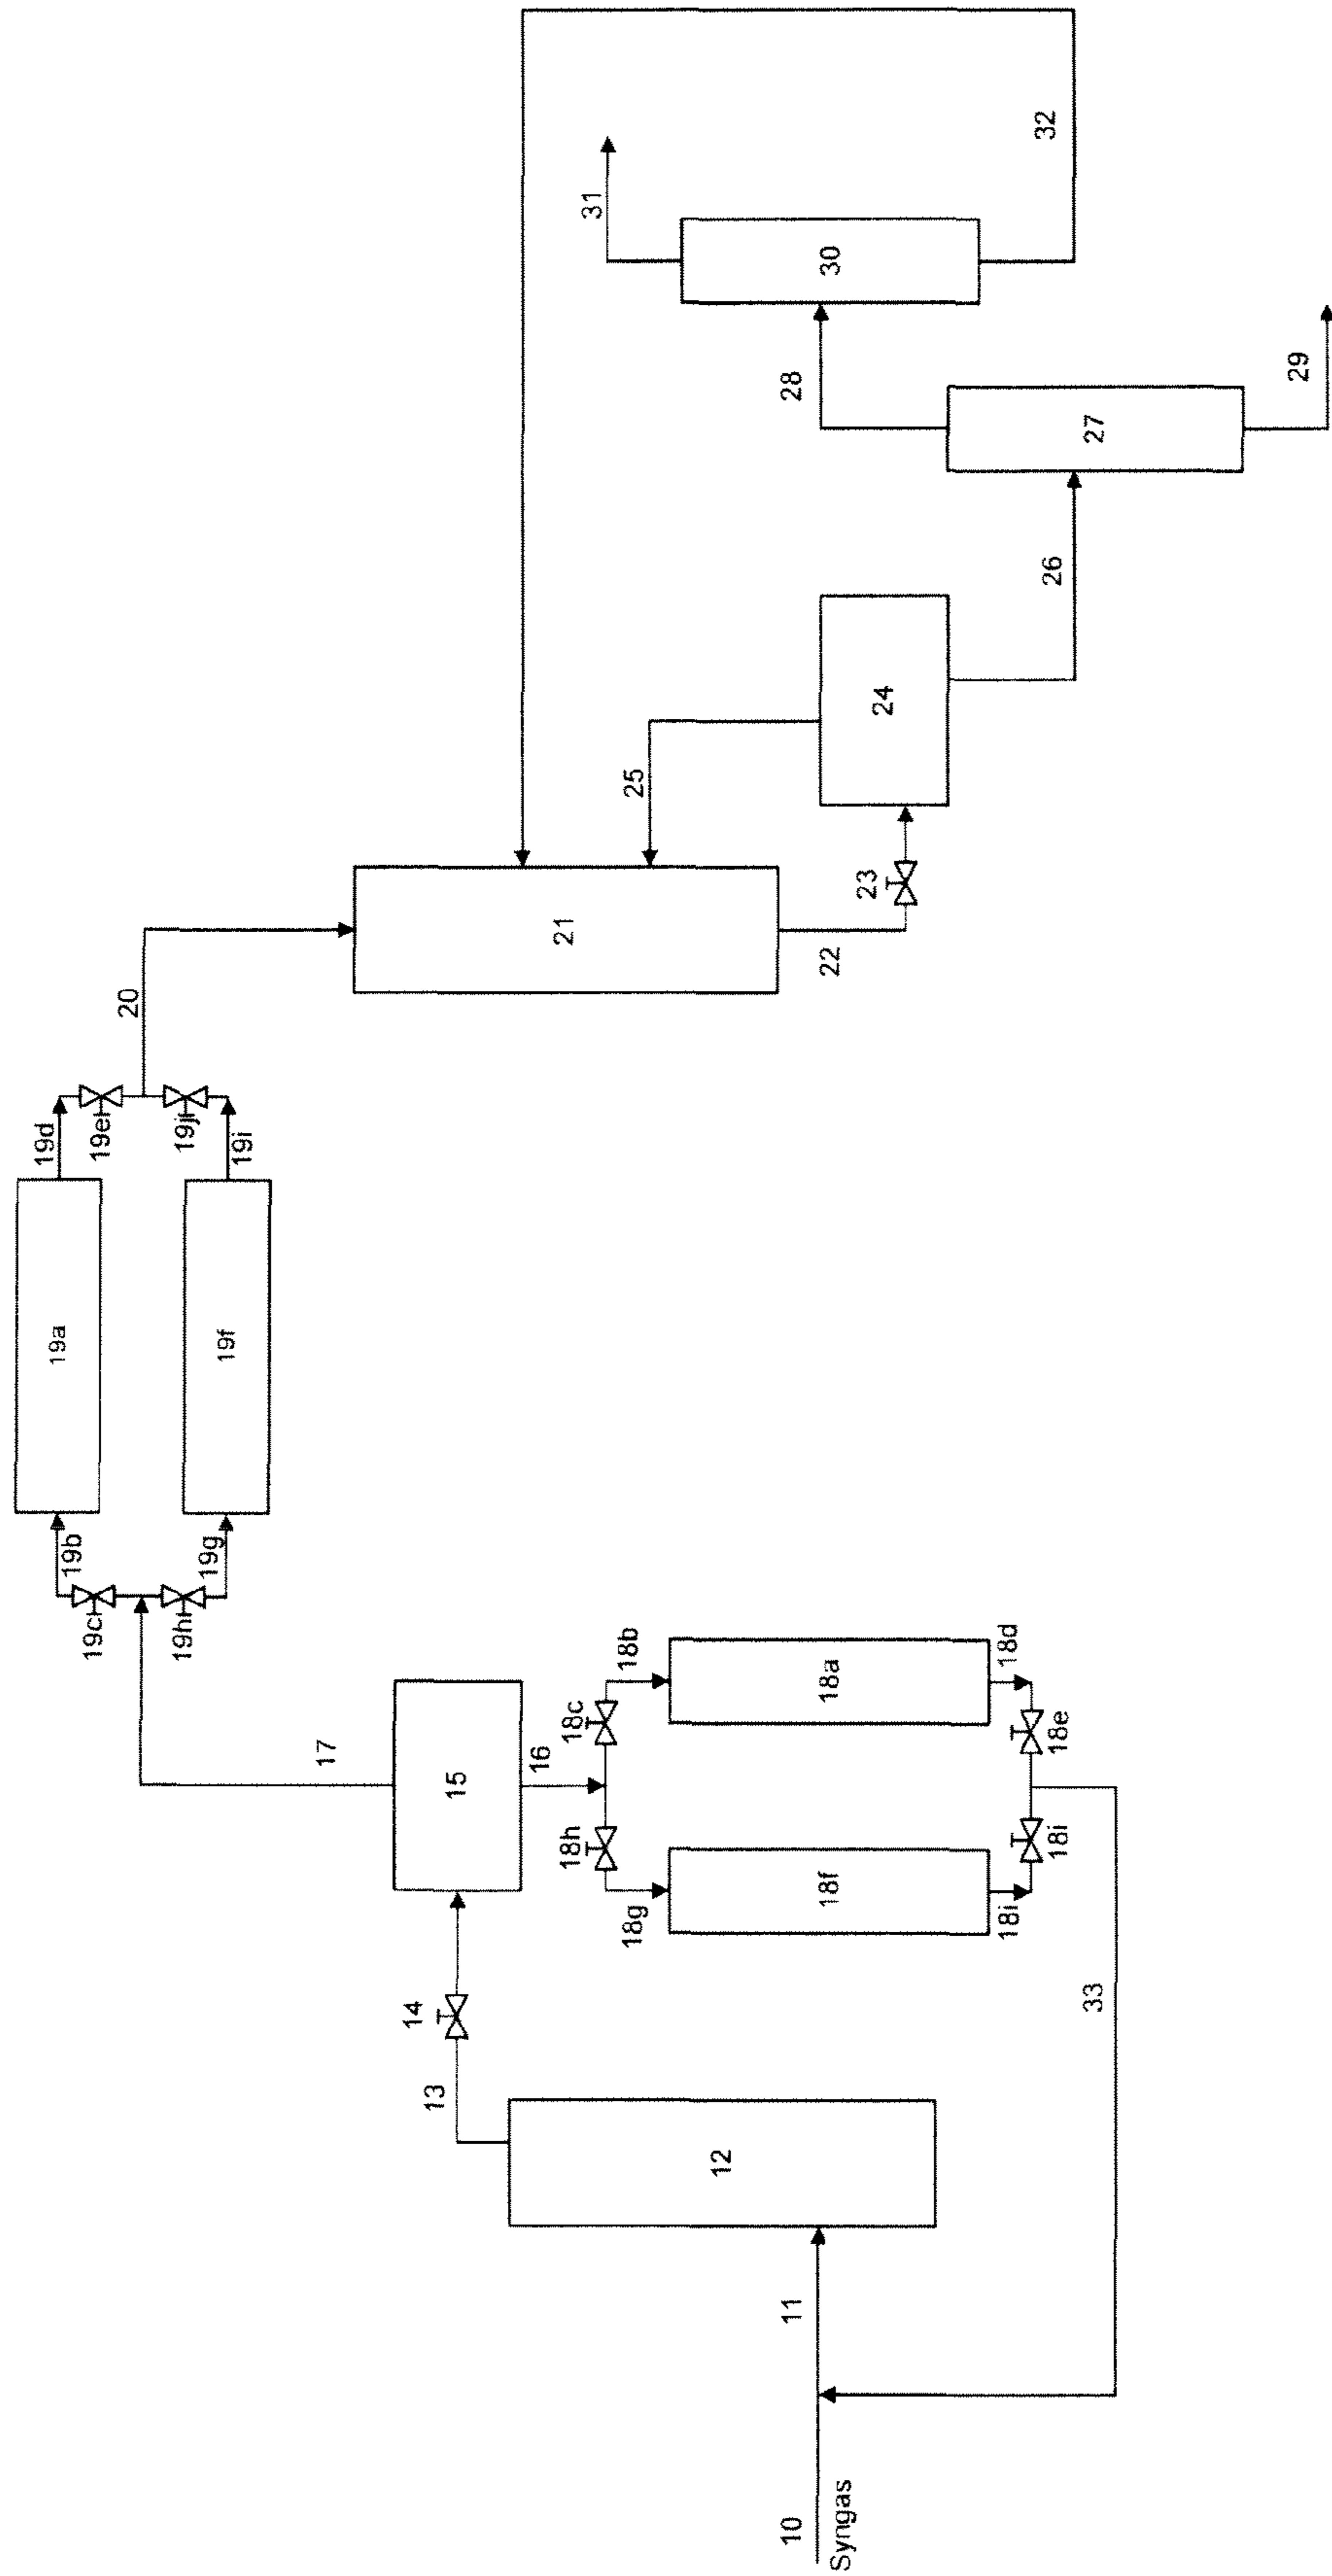 10
Syngas
11
12
13
14
15
16
17
18a
18b
18c
18d
18e
18f
18g
18h
18i
18i
33
19a
19b
19c
19d
19e
19f
19g
19h
19i
19j
20
21
22
23
24
25
26
27
28
29
30
31
32